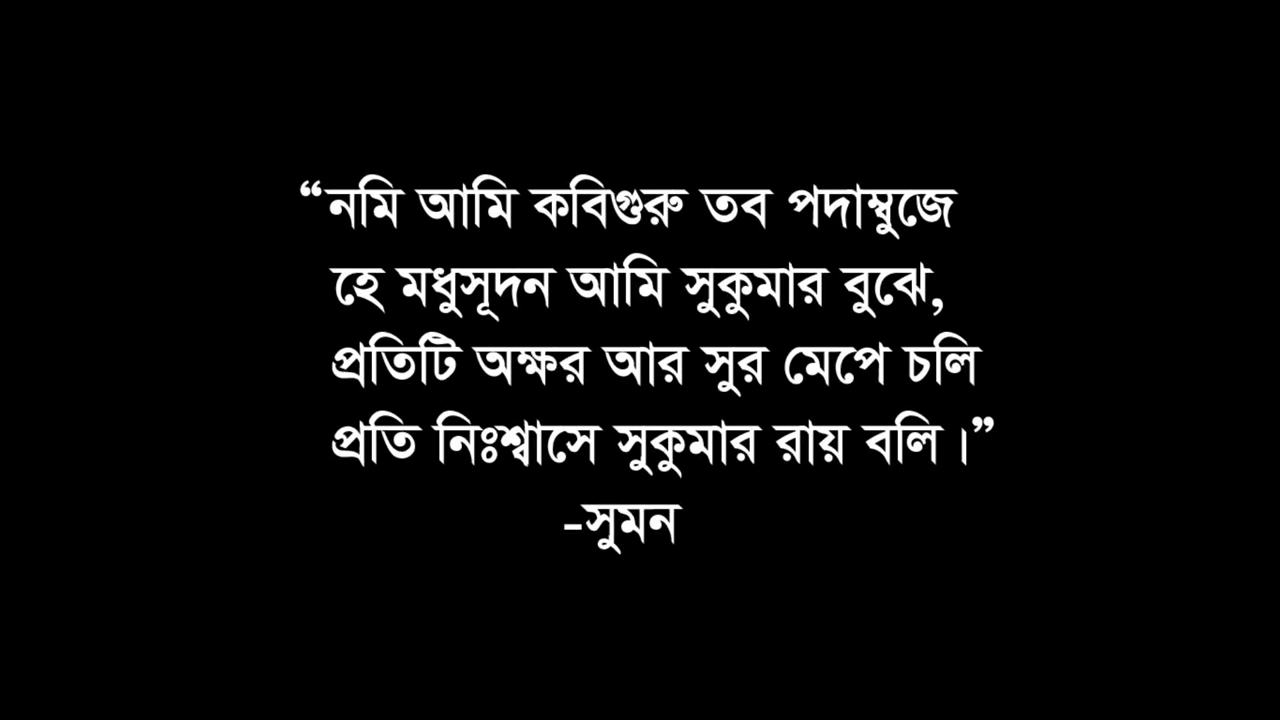 “নমি আমি কবিগুরু তব পদাম্বুজে
হে মধুসূদন আমি সুকুমার বুঝে,
প্রতিটি অক্ষর আর সুর মেপে চলি
প্রতি নিঃশ্বাসে সুকুমার রায় বলি।”
-সুমন